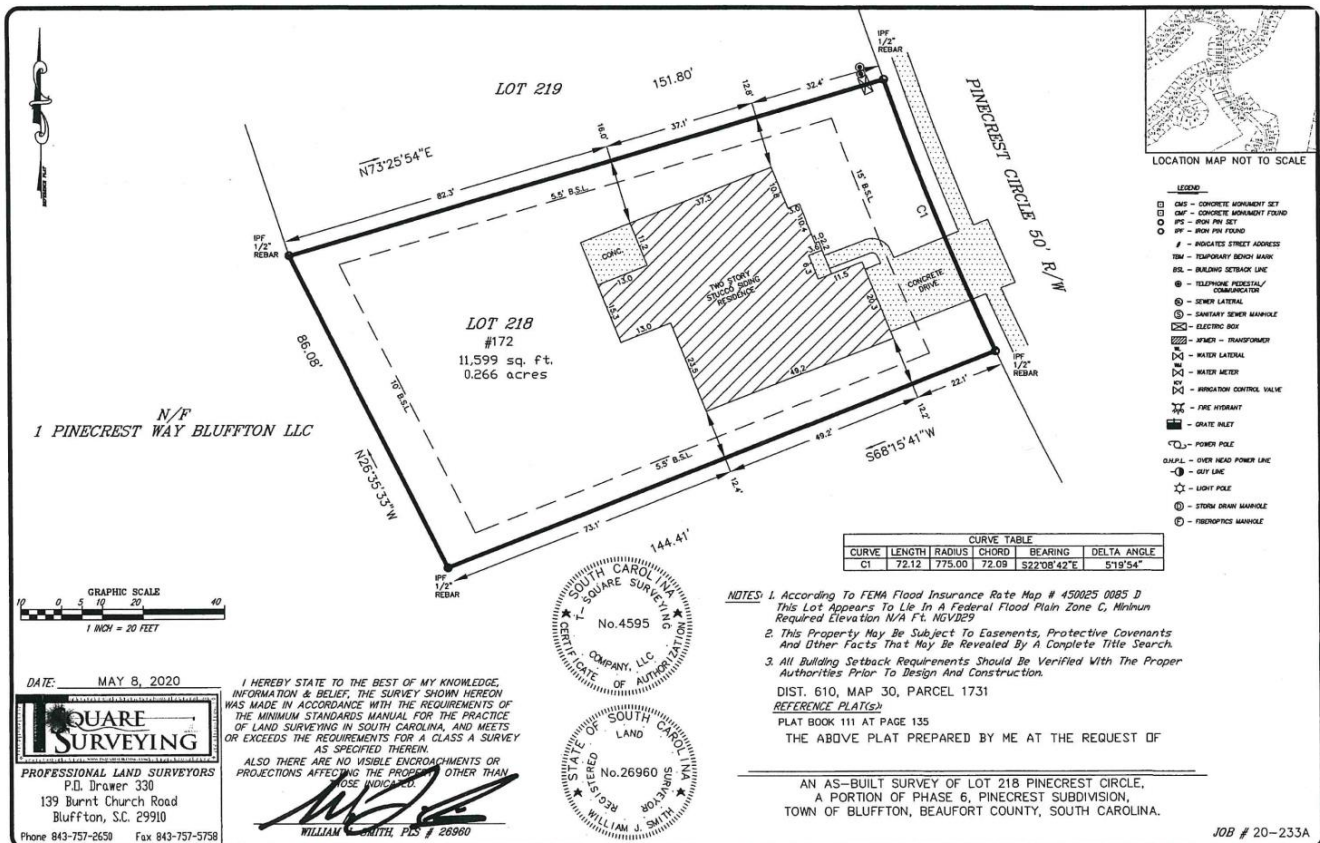 LOT 219
151.80'
N73°25'54"E
82.3'
16.0'
37.1'
12.8'
32.4'
IPF
1/2"
REBAR
PINECREST CIRCLE 50' R/W
C1
15' B.S.L.
5.5' B.S.L.
IPF
1/2"
REBAR
37.3
10.8
3.0
10.4
2.2
6.3
11.5
20.3
CONC.
11.2
13.0
15.3
13.0
23.5
49.2
TWO STORY
STUCCO SIDING
RESIDENCE
CONCRETE
DRIVE
LOT 218
#172
11,599 sq. ft.
0.266 acres
86.08'
10' B.S.L.
N/F
1 PINECREST WAY BLUFFTON LLC
N26°35'33"W
5.5' B.S.L.
IPF
1/2"
REBAR
22.1'
12.2'
49.2'
S68°15'41"W
12.4'
73.1'
144.41'
IPF
1/2"
REBAR
LOCATION MAP NOT TO SCALE
LEGEND
CMS - CONCRETE MONUMENT SET
CMF - CONCRETE MONUMENT FOUND
IPS - IRON PIN SET
IPF - IRON PIN FOUND
# - INDICATES STREET ADDRESS
TBM - TEMPORARY BENCH MARK
BSL - BUILDING SETBACK LINE
- TELEPHONE PEDESTAL/
COMMUNICATOR
- SEWER LATERAL
S - SANITARY SEWER MANHOLE
- ELECTRIC BOX
- XFMER - TRANSFORMER
WL - WATER LATERAL
WM - WATER METER
ICV - IRRIGATION CONTROL VALVE
- FIRE HYDRANT
- GRATE INLET
- POWER POLE
O.H.P.L. - OVER HEAD POWER LINE
- GUY LINE
- LIGHT POLE
D - STORM DRAIN MANHOLE
F - FIBEROPTICS MANHOLE
CURVE TABLE
CURVE LENGTH RADIUS CHORD BEARING DELTA ANGLE
C1 72.12 775.00 72.09 S22°08'42"E 5°19'54"
GRAPHIC SCALE
10 0 5 10 20 40
1 INCH = 20 FEET
NOTES: 1. According To FEMA Flood Insurance Rate Map # 450025 0085 D
This Lot Appears To Lie In A Federal Flood Plain Zone C, Minimum
Required Elevation N/A Ft. NGVD29
2. This Property May Be Subject To Easements, Protective Covenants
And Other Facts That May Be Revealed By A Complete Title Search.
3. All Building Setback Requirements Should Be Verified With The Proper
Authorities Prior To Design And Construction.
DIST. 610, MAP 30, PARCEL 1731
REFERENCE PLAT(s):
PLAT BOOK 111 AT PAGE 135
THE ABOVE PLAT PREPARED BY ME AT THE REQUEST OF
AN AS-BUILT SURVEY OF LOT 218 PINECREST CIRCLE,
A PORTION OF PHASE 6, PINECREST SUBDIVISION,
TOWN OF BLUFFTON, BEAUFORT COUNTY, SOUTH CAROLINA.
JOB # 20-233A
DATE: MAY 8, 2020
T SQUARE
SURVEYING
PROFESSIONAL LAND SURVEYORS
P.O. Drawer 330
139 Burnt Church Road
Bluffton, S.C. 29910
Phone 843-757-2650 Fax 843-757-5758
I HEREBY STATE TO THE BEST OF MY KNOWLEDGE,
INFORMATION & BELIEF, THE SURVEY SHOWN HEREON
WAS MADE IN ACCORDANCE WITH THE REQUIREMENTS OF
THE MINIMUM STANDARDS MANUAL FOR THE PRACTICE
OF LAND SURVEYING IN SOUTH CAROLINA, AND MEETS
OR EXCEEDS THE REQUIREMENTS FOR A CLASS A SURVEY
AS SPECIFIED THEREIN.
ALSO THERE ARE NO VISIBLE ENCROACHMENTS OR
PROJECTIONS AFFECTING THE PROPERTY OTHER THAN
THOSE INDICATED.
WILLIAM J. SMITH, PLS # 26960
SOUTH CAROLINA
T-SQUARE SURVEYING
No.4595
COMPANY, LLC
CERTIFICATE OF AUTHORIZATION
STATE OF SOUTH CAROLINA
LAND
REGISTERED
No.26960
SURVEYOR
WILLIAM J. SMITH